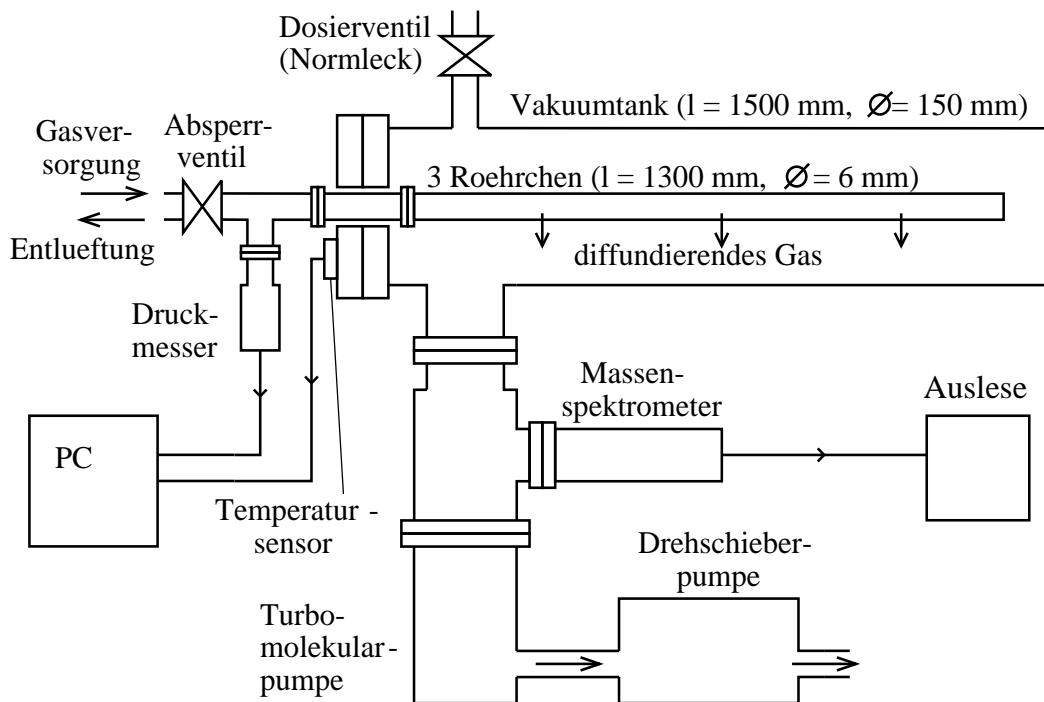 Dosierventil
(Normleck)
Vakuumtank (l = 1500 mm, Ø= 150 mm)
Gasver-
sorgung
Absperr-
ventil
3 Roehrchen (l = 1300 mm, Ø= 6 mm)
Entlueftung
diffundierendes Gas
Druck-
messer
Massen-
spektrometer
Auslese
PC
Temperatur -
sensor
Drehschieber-
pumpe
Turbo-
molekular-
pumpe